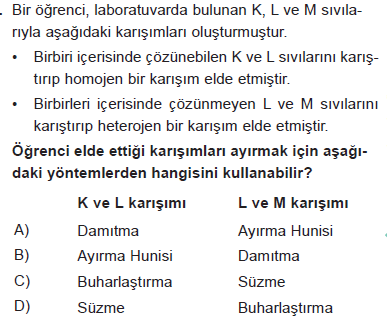 . Bir öğrenci, laboratuvarda bulunan K, L ve M sıvıla-
rıyla aşağıdaki karışımları oluşturmuştur.
• Birbiri içerisinde çözünebilen K ve L sıvılarını karış-
tırıp homojen bir karışım elde etmiştir.
• Birbirleri içerisinde çözünmeyen L ve M sıvılarını
karıştırıp heterojen bir karışım elde etmiştir.
Öğrenci elde ettiği karışımları ayırmak için aşağı-
daki yöntemlerden hangisini kullanabilir?
K ve L karışımı L ve M karışımı
A) Damıtma Ayırma Hunisi
B) Ayırma Hunisi Damıtma
C) Buharlaştırma Süzme
D) Süzme Buharlaştırma